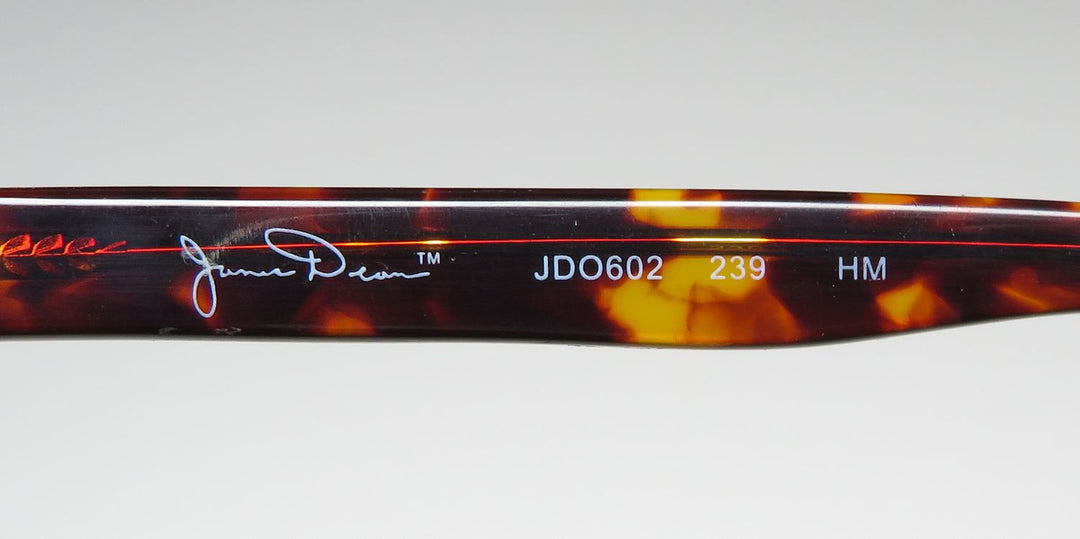 James Dean™ JDO602 239 HM